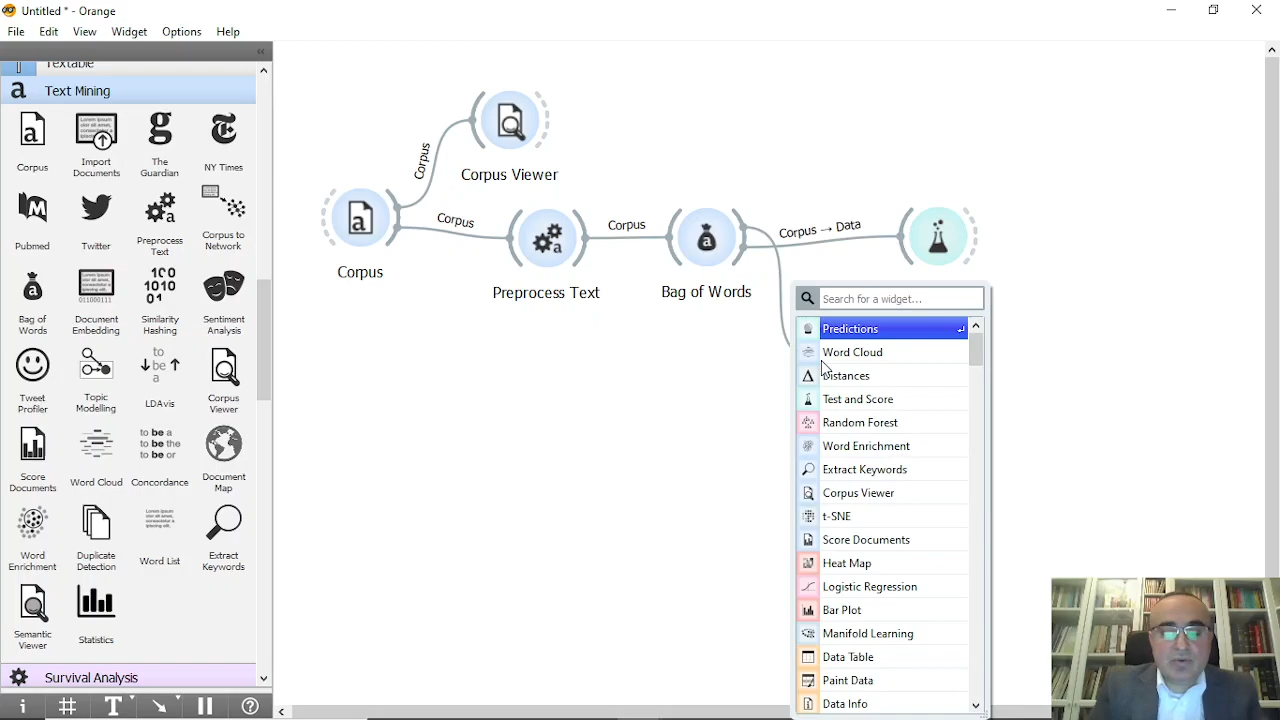 Untitled * - Orange
File Edit View Widget Options Help
Textable
Text Mining
Corpus
Import Documents
The Guardian
NY Times
Pubmed
Twitter
Preprocess Text
Corpus to Network
Bag of Words
Document Embedding
Similarity Hashing
Sentiment Analysis
Tweet Profiler
Topic Modelling
LDAvis
Corpus Viewer
Score Documents
Word Cloud
Concordance
Document Map
Word Enrichment
Duplicate Detection
Word List
Extract Keywords
Semantic Viewer
Statistics
Survival Analysis
Corpus
Corpus Viewer
Corpus
Corpus
Preprocess Text
Corpus
Bag of Words
Corpus → Data
Search for a widget...
Predictions
Word Cloud
Distances
Test and Score
Random Forest
Word Enrichment
Extract Keywords
Corpus Viewer
t-SNE
Score Documents
Heat Map
Logistic Regression
Bar Plot
Manifold Learning
Data Table
Paint Data
Data Info